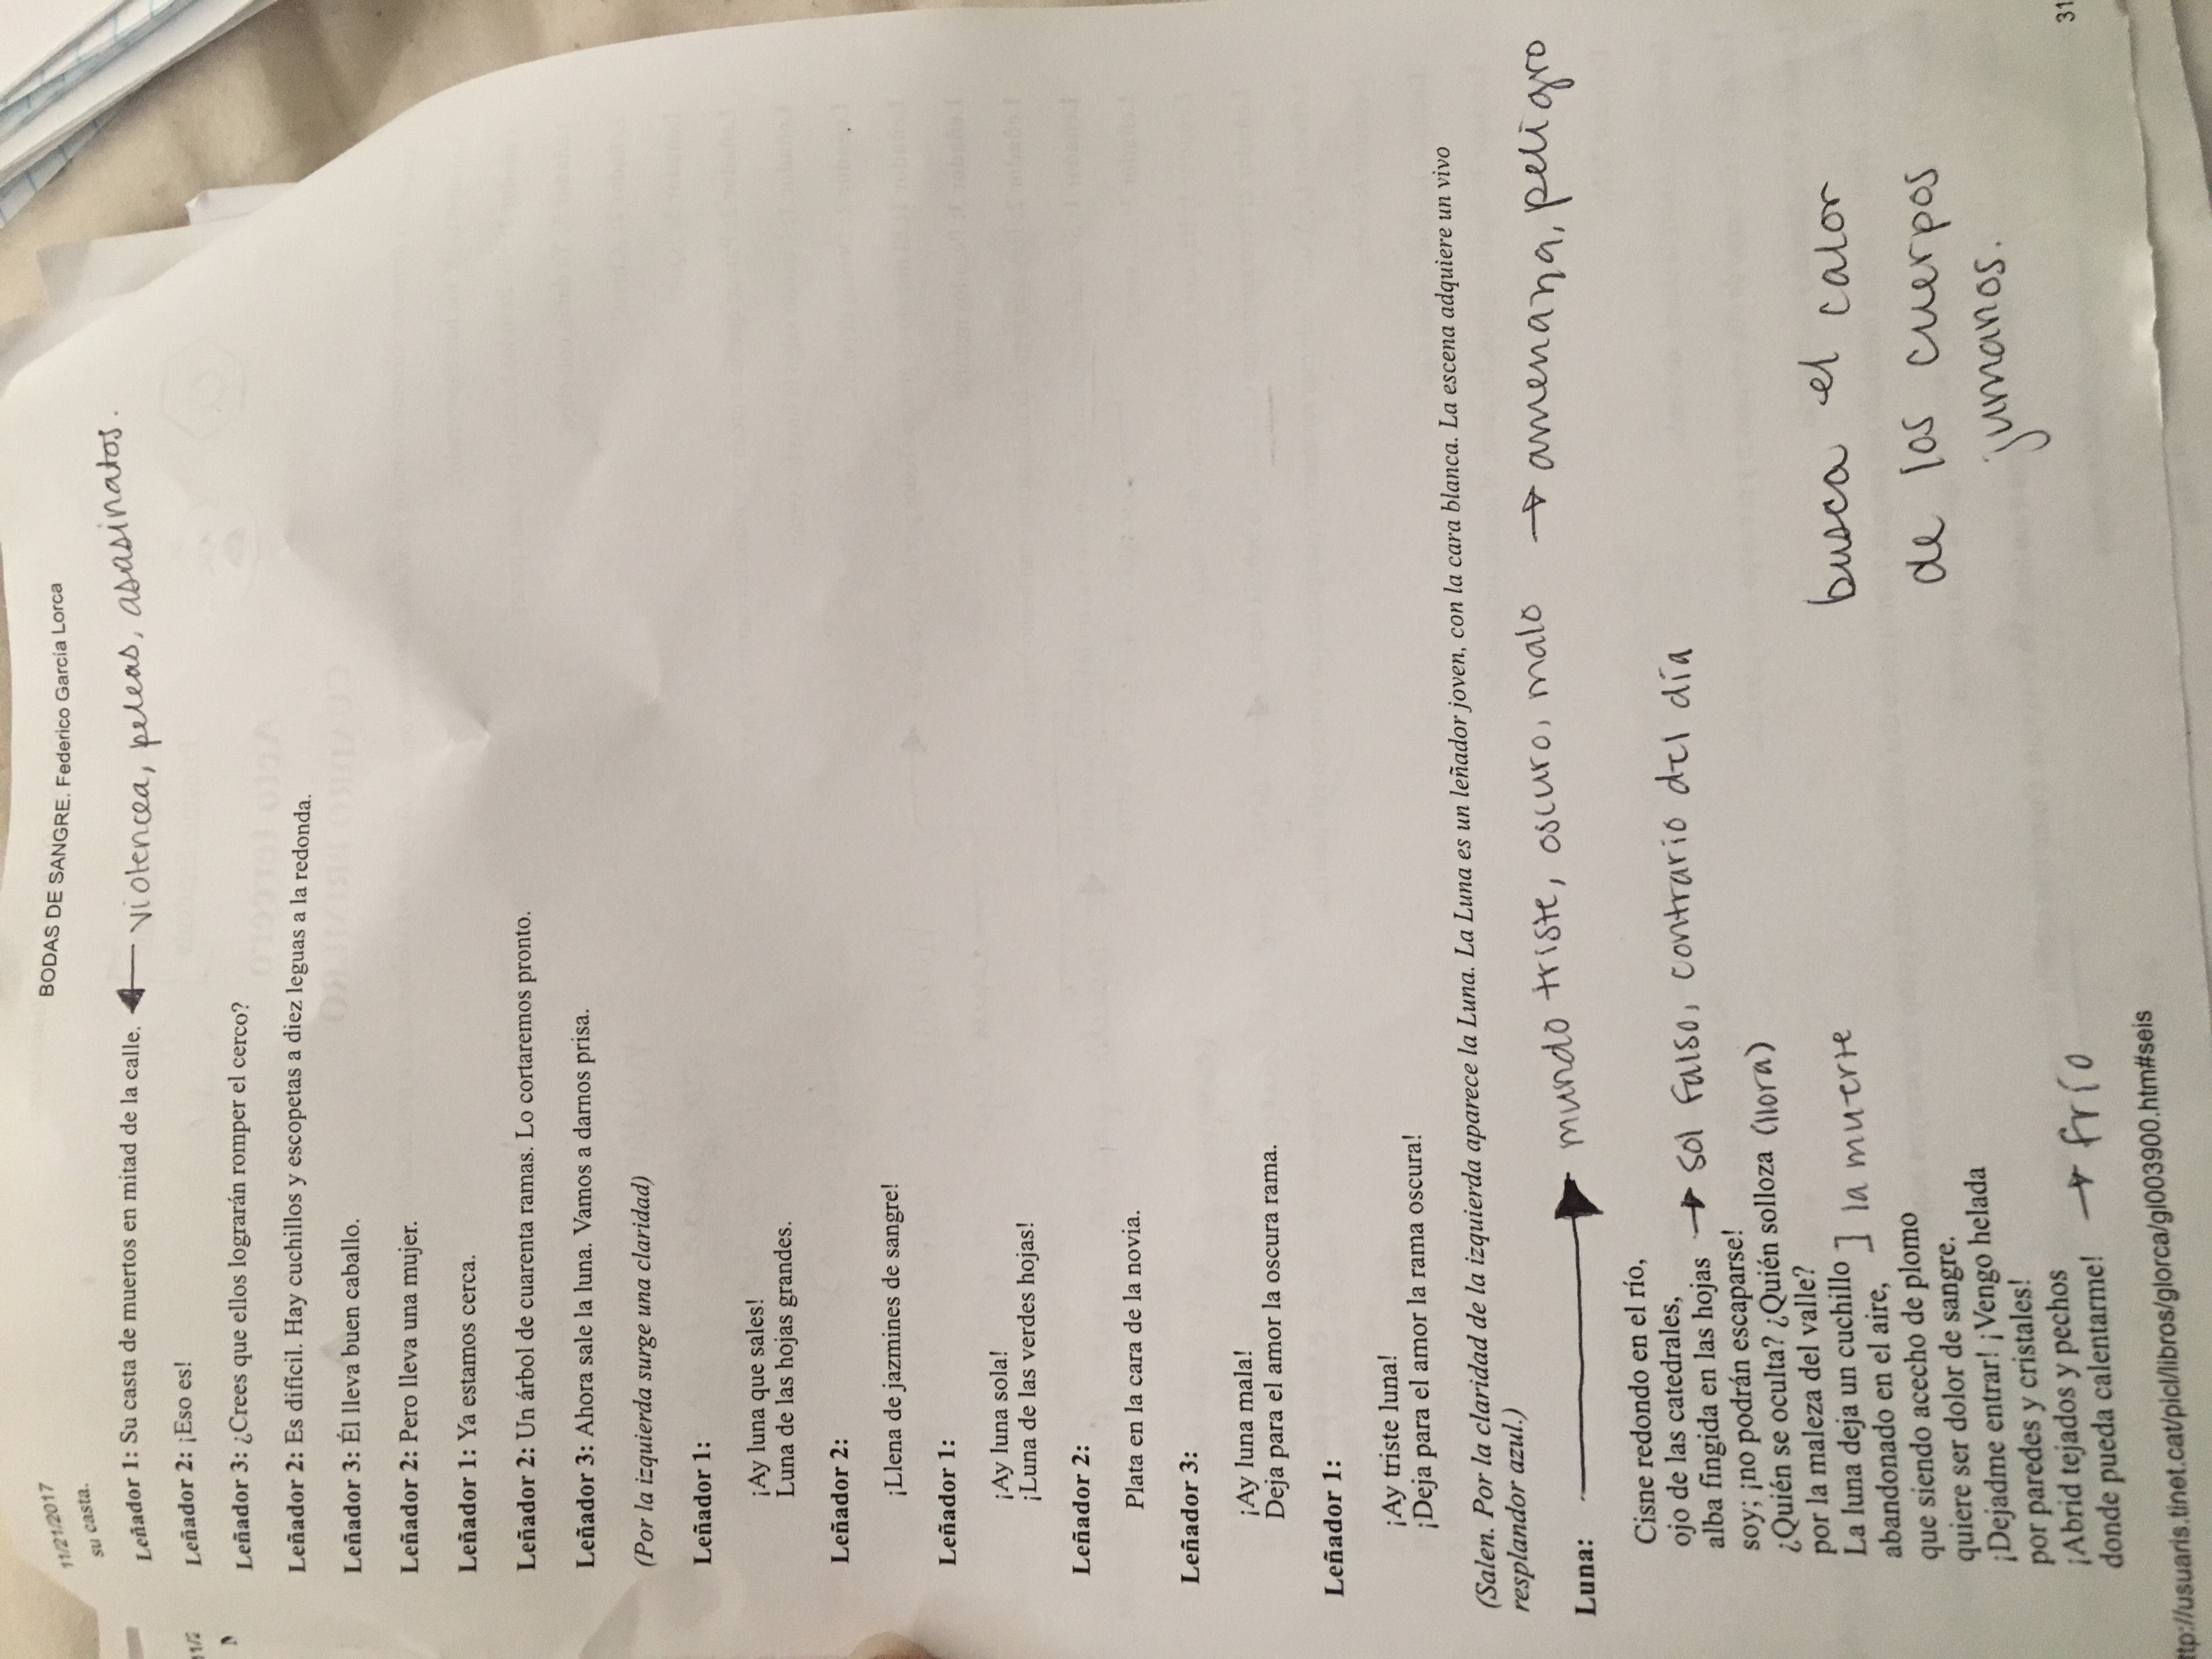 11/21/2017
BODAS DE SANGRE. Federico García Lorca
su casta.
Leñador 1: Su casta de muertos en mitad de la calle. violencea, peleas, asasinatos.
Leñador 2: ¡Eso es!
Leñador 3: ¿Crees que ellos lograrán romper el cerco?
Leñador 2: Es difícil. Hay cuchillos y escopetas a diez leguas a la redonda.
Leñador 3: Él lleva buen caballo.
Leñador 2: Pero lleva una mujer.
Leñador 1: Ya estamos cerca.
Leñador 2: Un árbol de cuarenta ramas. Lo cortaremos pronto.
Leñador 3: Ahora sale la luna. Vamos a darnos prisa.
(Por la izquierda surge una claridad)
Leñador 1:
¡Ay luna que sales!
Luna de las hojas grandes.
Leñador 2:
¡Llena de jazmines de sangre!
Leñador 1:
¡Ay luna sola!
¡Luna de las verdes hojas!
Leñador 2:
Plata en la cara de la novia.
Leñador 3:
¡Ay luna mala!
Deja para el amor la oscura rama.
Leñador 1:
¡Ay triste luna!
¡Deja para el amor la rama oscura!
(Salen. Por la claridad de la izquierda aparece la Luna. La Luna es un leñador joven, con la cara blanca. La escena adquiere un vivo
resplandor azul.)
Luna: → mundo triste, oscuro, malo → amenaza, peligro
Cisne redondo en el río,
ojo de las catedrales,
alba fingida en las hojas → sol falso, contrario del día
soy; ¡no podrán escaparse!
¿Quién se oculta? ¿Quién solloza (llora)
por la maleza del valle?
La luna deja un cuchillo ] la muerte
abandonado en el aire,
que siendo acecho de plomo
quiere ser dolor de sangre.
¡Dejadme entrar! ¡Vengo helada
por paredes y cristales!
¡Abrid tejados y pechos
donde pueda calentarme! → frío
busca el calor
de los cuerpos
jumanos.
31
ttp://usuaris.tinet.cat/picl/libros/glorca/gl003900.htm#seis